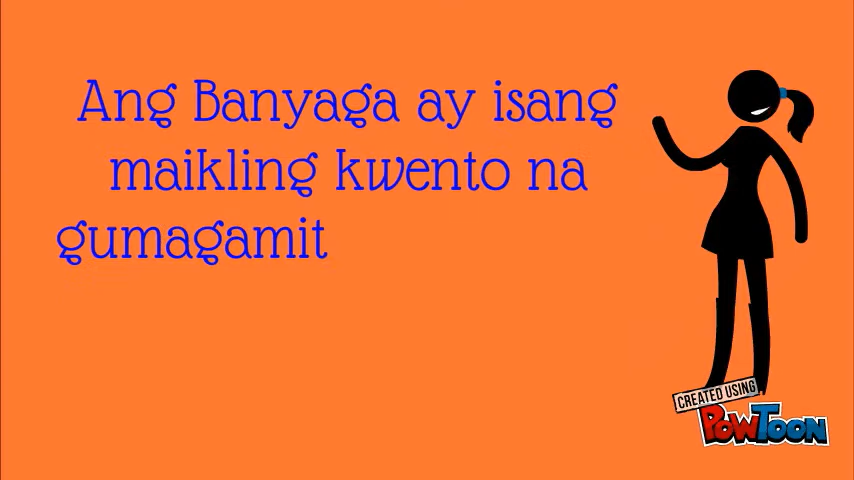 Ang Banyaga ay isang
maikling kwento na
gumagamit
CREATED USING
POWTOON